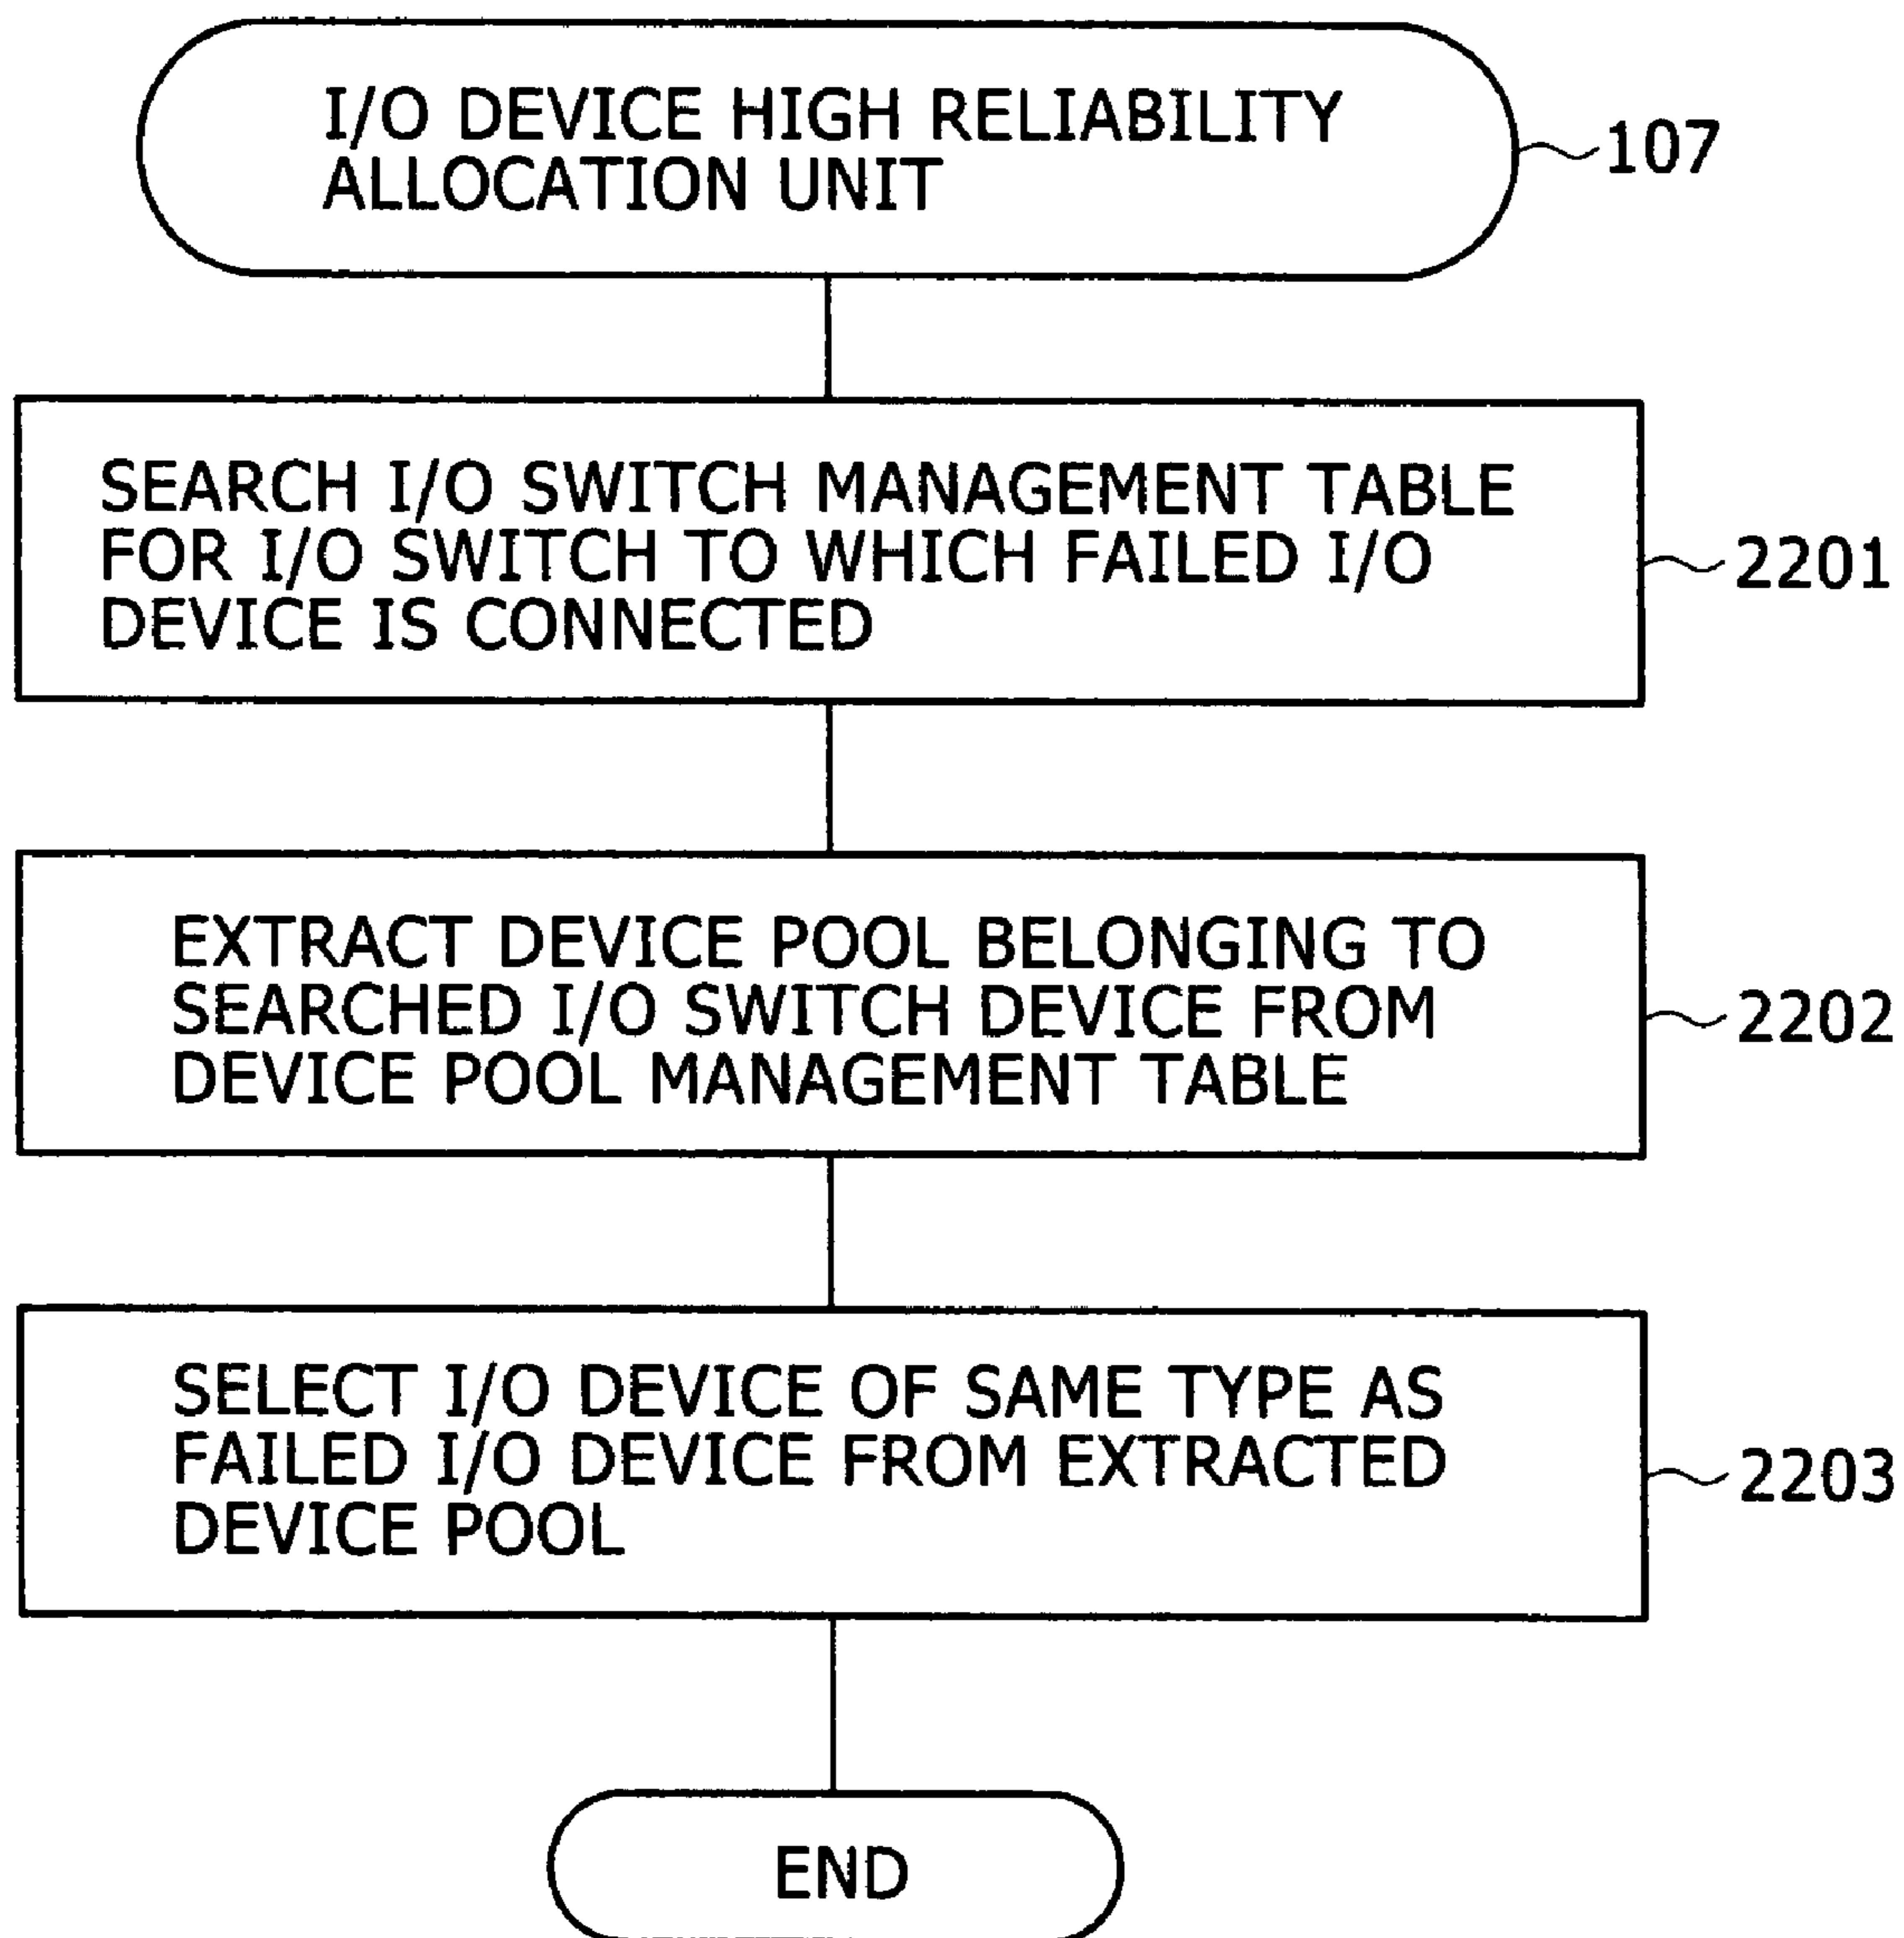 I/O DEVICE HIGH RELIABILITY
ALLOCATION UNIT
107
SEARCH I/O SWITCH MANAGEMENT TABLE
FOR I/O SWITCH TO WHICH FAILED I/O
DEVICE IS CONNECTED
2201
EXTRACT DEVICE POOL BELONGING TO
SEARCHED I/O SWITCH DEVICE FROM
DEVICE POOL MANAGEMENT TABLE
2202
SELECT I/O DEVICE OF SAME TYPE AS
FAILED I/O DEVICE FROM EXTRACTED
DEVICE POOL
2203
END